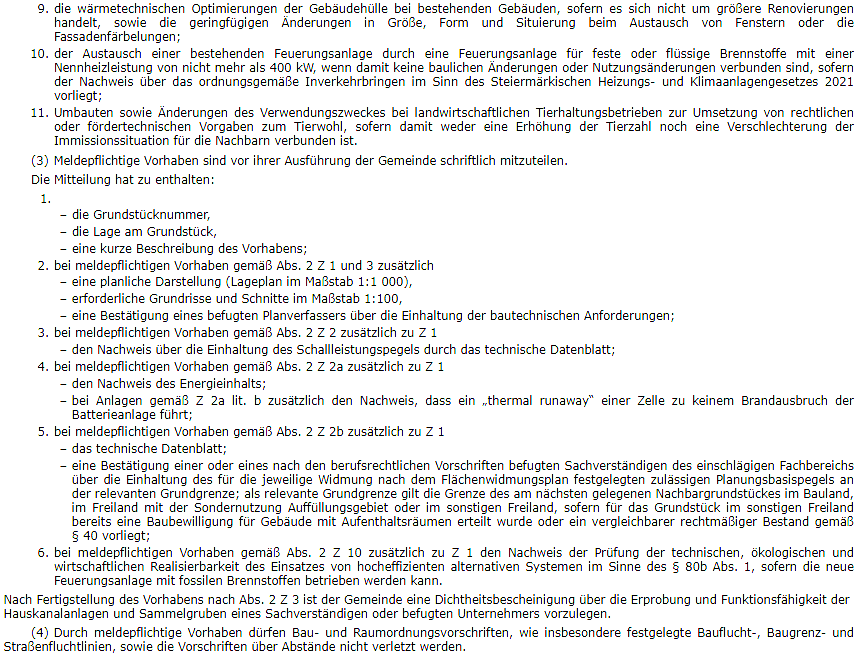 9. die wärmetechnischen Optimierungen der Gebäudehülle bei bestehenden Gebäuden, sofern es sich nicht um größere Renovierungen
handelt, sowie die geringfügigen Änderungen in Größe, Form und Situierung beim Austausch von Fenstern oder die
Fassadenfärbelungen;
10. der Austausch einer bestehenden Feuerungsanlage durch eine Feuerungsanlage für feste oder flüssige Brennstoffe mit einer
Nennheizleistung von nicht mehr als 400 kW, wenn damit keine baulichen Änderungen oder Nutzungsänderungen verbunden sind, sofern
der Nachweis über das ordnungsgemäße Inverkehrbringen im Sinn des Steiermärkischen Heizungs- und Klimaanlagengesetzes 2021
vorliegt;
11. Umbauten sowie Änderungen des Verwendungszweckes bei landwirtschaftlichen Tierhaltungsbetrieben zur Umsetzung von rechtlichen
oder fördertechnischen Vorgaben zum Tierwohl, sofern damit weder eine Erhöhung der Tierzahl noch eine Verschlechterung der
Immissionssituation für die Nachbarn verbunden ist.
(3) Meldepflichtige Vorhaben sind vor ihrer Ausführung der Gemeinde schriftlich mitzuteilen.
Die Mitteilung hat zu enthalten:
1.
– die Grundstücknummer,
– die Lage am Grundstück,
– eine kurze Beschreibung des Vorhabens;
2. bei meldepflichtigen Vorhaben gemäß Abs. 2 Z 1 und 3 zusätzlich
– eine planliche Darstellung (Lageplan im Maßstab 1:1 000),
– erforderliche Grundrisse und Schnitte im Maßstab 1:100,
– eine Bestätigung eines befugten Planverfassers über die Einhaltung der bautechnischen Anforderungen;
3. bei meldepflichtigen Vorhaben gemäß Abs. 2 Z 2 zusätzlich zu Z 1
– den Nachweis über die Einhaltung des Schallleistungspegels durch das technische Datenblatt;
4. bei meldepflichtigen Vorhaben gemäß Abs. 2 Z 2a zusätzlich zu Z 1
– den Nachweis des Energieinhalts;
– bei Anlagen gemäß Z 2a lit. b zusätzlich den Nachweis, dass ein „thermal runaway“ einer Zelle zu keinem Brandausbruch der
Batterieanlage führt;
5. bei meldepflichtigen Vorhaben gemäß Abs. 2 Z 2b zusätzlich zu Z 1
– das technische Datenblatt;
– eine Bestätigung einer oder eines nach den berufsrechtlichen Vorschriften befugten Sachverständigen des einschlägigen Fachbereichs
über die Einhaltung des für die jeweilige Widmung nach dem Flächenwidmungsplan festgelegten zulässigen Planungsbasispegels an
der relevanten Grundgrenze; als relevante Grundgrenze gilt die Grenze des am nächsten gelegenen Nachbargrundstückes im Bauland,
im Freiland mit der Sondernutzung Auffüllungsgebiet oder im sonstigen Freiland, sofern für das Grundstück im sonstigen Freiland
bereits eine Baubewilligung für Gebäude mit Aufenthaltsräumen erteilt wurde oder ein vergleichbarer rechtmäßiger Bestand gemäß
§ 40 vorliegt;
6. bei meldepflichtigen Vorhaben gemäß Abs. 2 Z 10 zusätzlich zu Z 1 den Nachweis der Prüfung der technischen, ökologischen und
wirtschaftlichen Realisierbarkeit des Einsatzes von hocheffizienten alternativen Systemen im Sinne des § 80b Abs. 1, sofern die neue
Feuerungsanlage mit fossilen Brennstoffen betrieben werden kann.
Nach Fertigstellung des Vorhabens nach Abs. 2 Z 3 ist der Gemeinde eine Dichtheitsbescheinigung über die Erprobung und Funktionsfähigkeit der
Hauskanalanlagen und Sammelgruben eines Sachverständigen oder befugten Unternehmers vorzulegen.
(4) Durch meldepflichtige Vorhaben dürfen Bau- und Raumordnungsvorschriften, wie insbesondere festgelegte Bauflucht-, Baugrenz- und
Straßenfluchtlinien, sowie die Vorschriften über Abstände nicht verletzt werden.